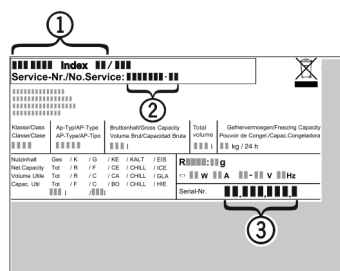 1
Index /
Service-Nr./No.Service: -
2
Klasse/Class Ap-Typ/AP-Type Bruttoinhalt/Gross Capacity Total Gefriervermoegen/Freezing Capacity
Classe/Clase AP-Type/AP-Tipo Volume Brut/Capacidad Bruta volume Pouvoir de Congel./Capac.Congeladora
l l kg / 24 h
Nutzinhalt Ges / K / G / KE / KALT / EIS
Net.Capacity Tot / R / F / CE / CHILL / ICE
Volume Utile Tot / R / C / CA / CHILL / GLA
Capac. Util Tot / F / C / BO / CHILL / HIE
l / l
R : g
W A - V Hz
Serial-Nr. . . .
3